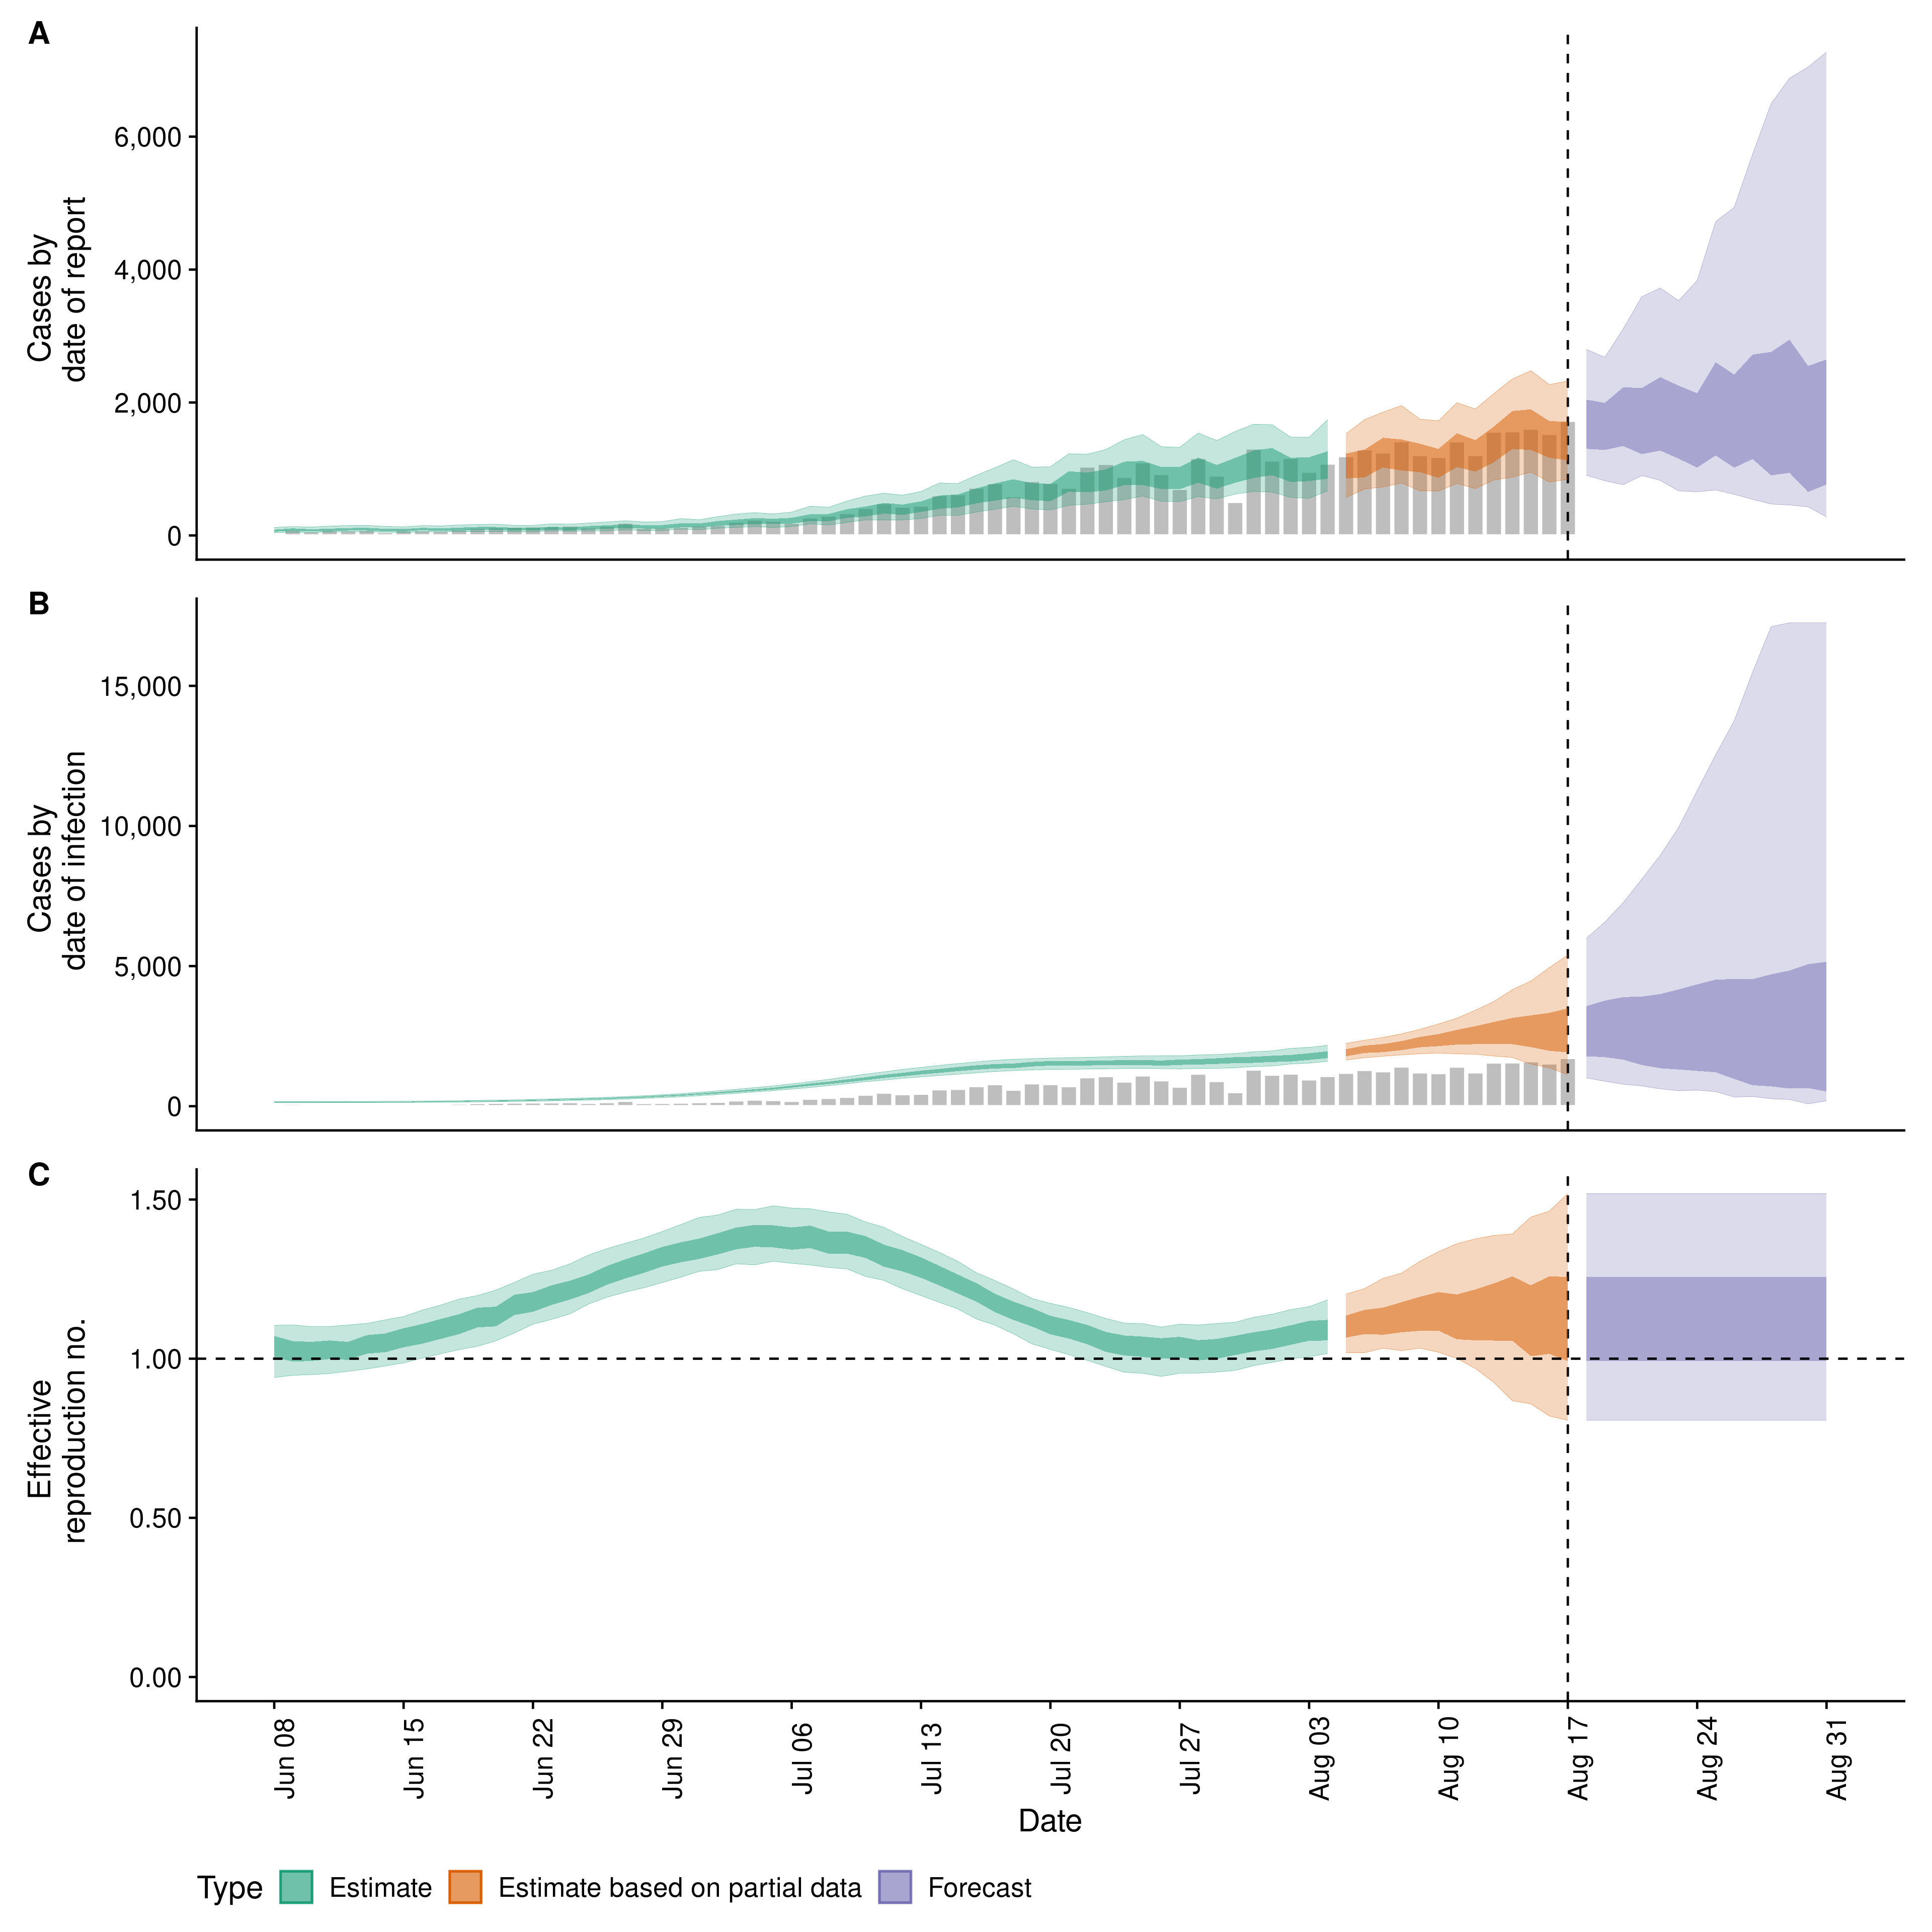 A
Cases by
date of report
6,000
4,000
2,000
0
B
Cases by
date of infection
15,000
10,000
5,000
0
C
Effective
reproduction no.
1.50
1.00
0.50
0.00
Jun 08
Jun 15
Jun 22
Jun 29
Jul 06
Jul 13
Jul 20
Jul 27
Aug 03
Aug 10
Aug 17
Aug 24
Aug 31
Date
Type Estimate Estimate based on partial data Forecast